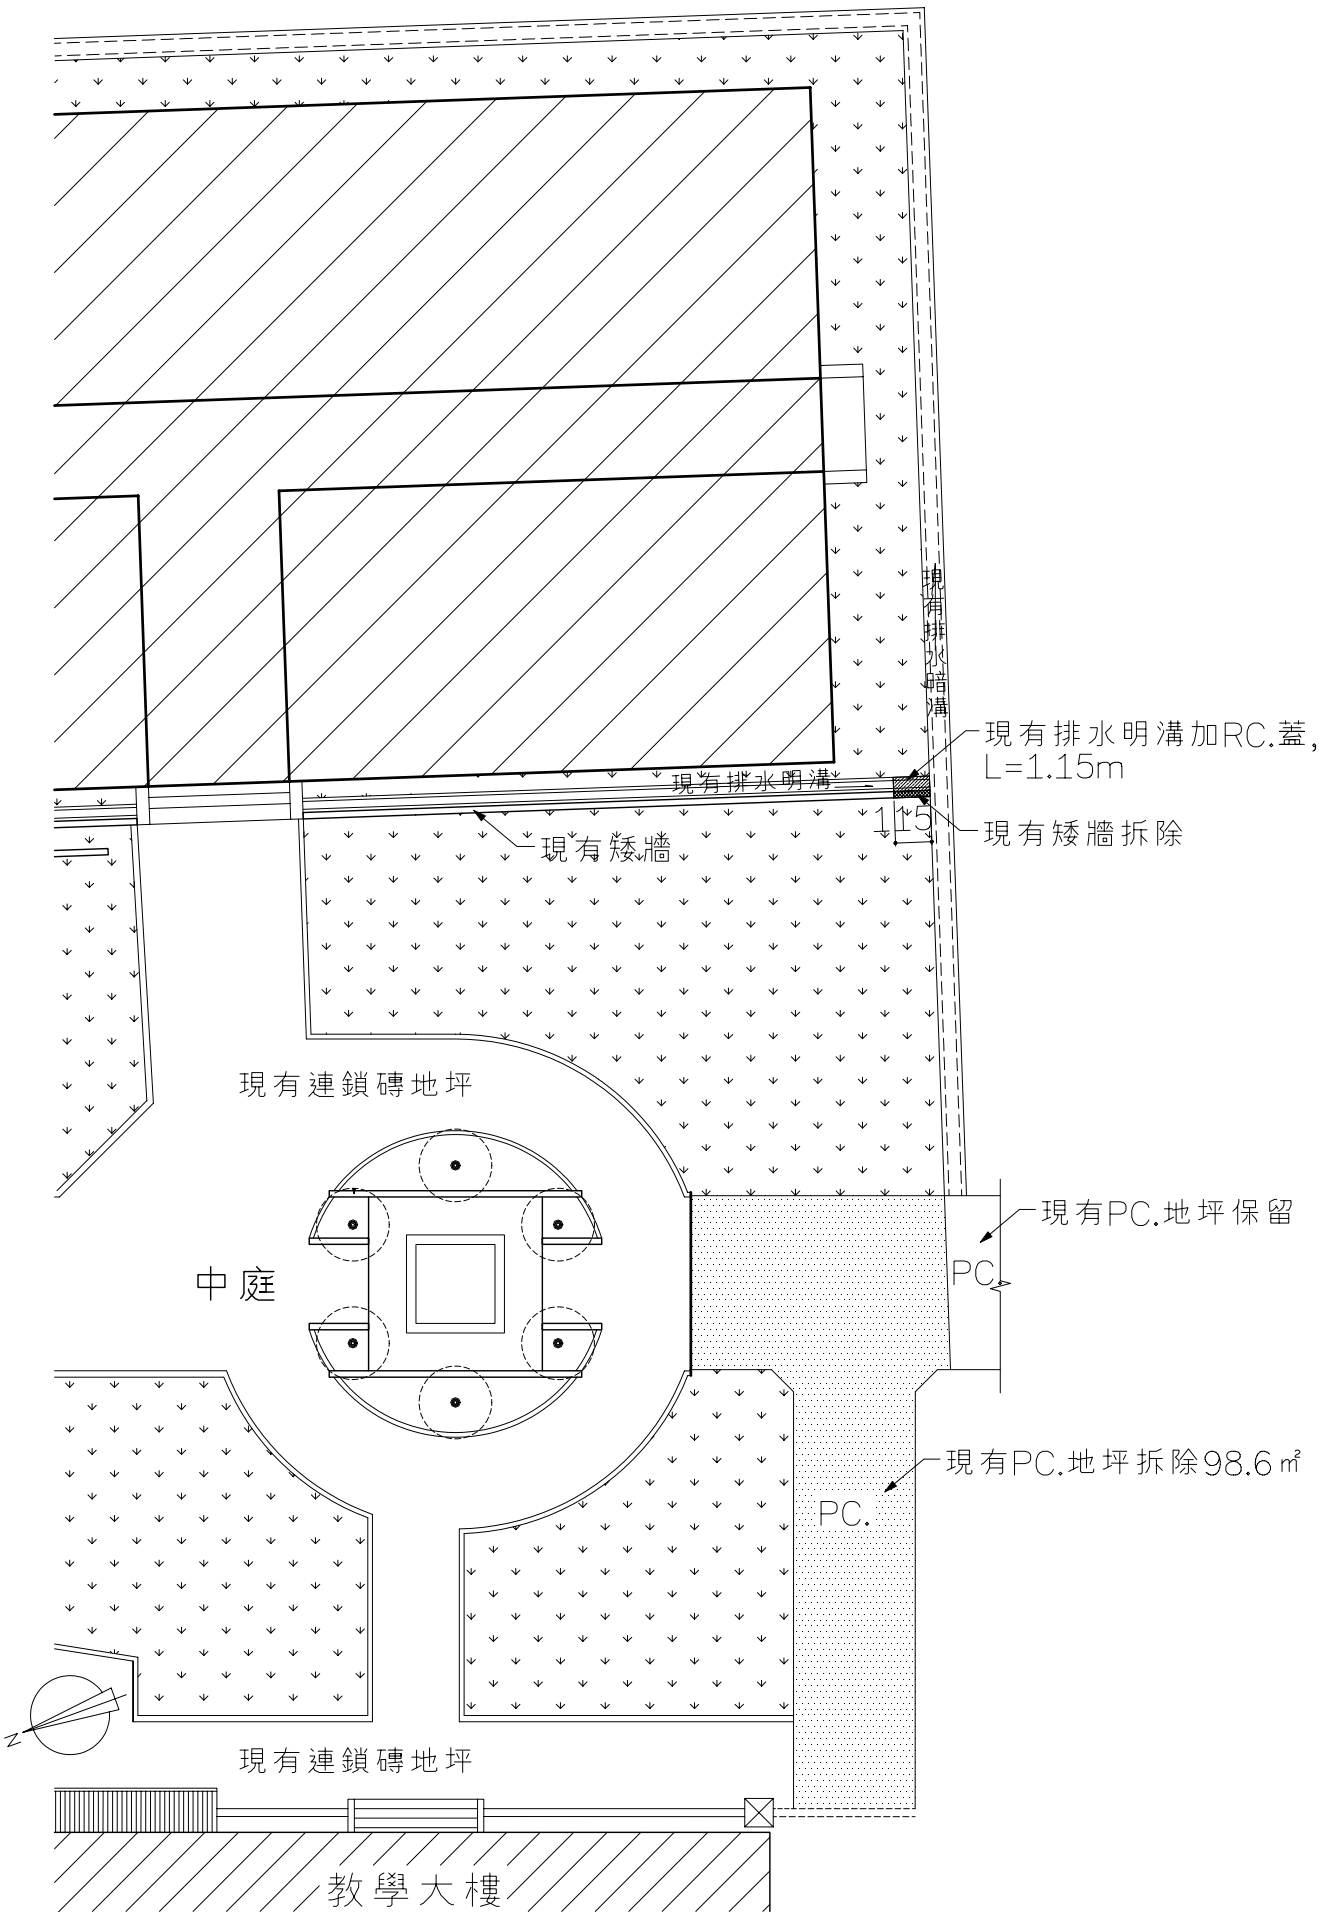 現有排水暗溝
現有排水明溝加RC.蓋,
L=1.15m
現有排水明溝
115
現有矮牆拆除
現有矮牆
現有連鎖磚地坪
現有PC.地坪保留
PC.
中庭
現有PC.地坪拆除98.6㎡
PC.
N
現有連鎖磚地坪
教學大樓